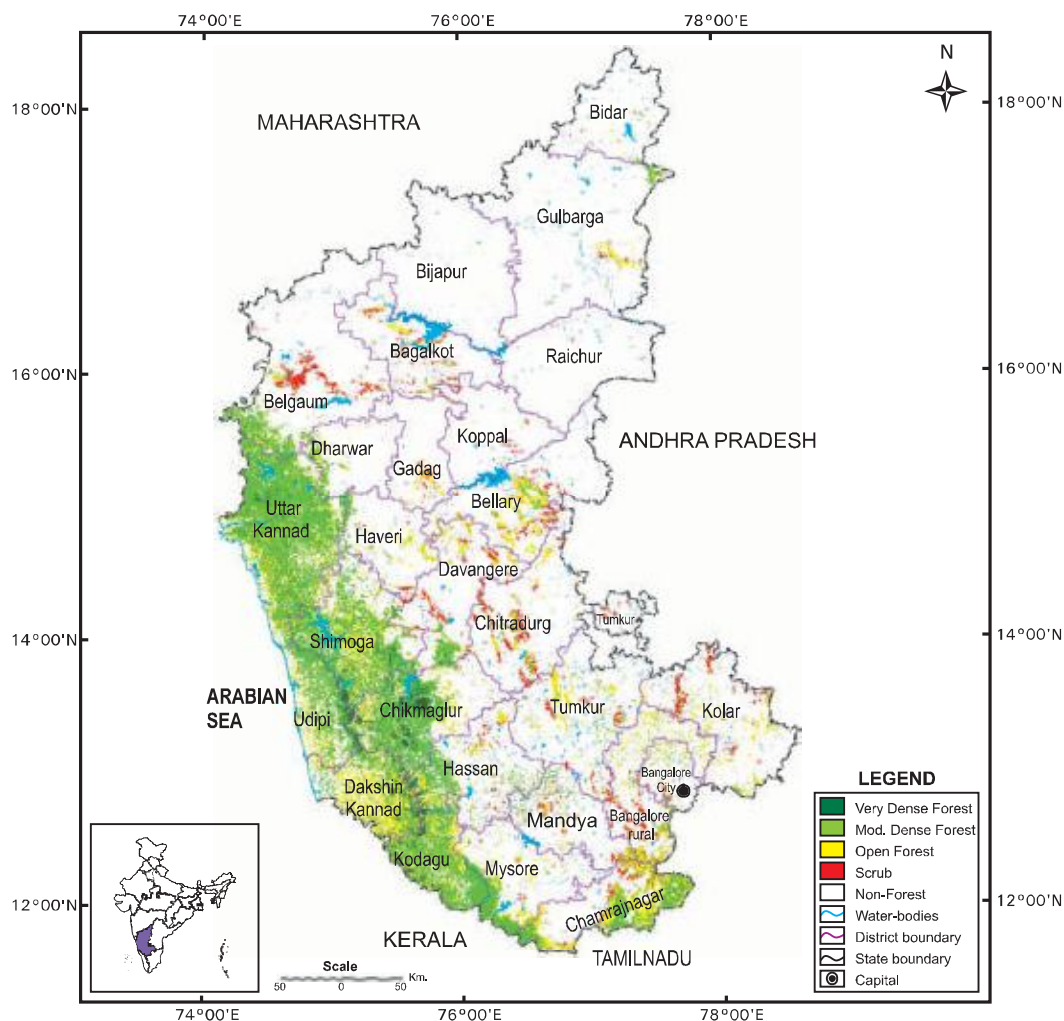 74°00'E 76°00'E 78°00'E
N
18°00'N
18°00'N
MAHARASHTRA
Bidar
Gulbarga
Bijapur
Bagalkot
Raichur
16°00'N
16°00'N
Belgaum
Dharwar
Koppal
ANDHRA PRADESH
Gadag
Bellary
Uttar
Kannad
Haveri
Davangere
Chitradurg
Tumkur
14°00'N
14°00'N
Shimoga
ARABIAN
SEA
Udipi
Chikmaglur
Tumkur
Kolar
Hassan
Bangalore
City
Dakshin
Kannad
Mandya
Bangalore
rural
Kodagu
Mysore
Chamrajnagar
12°00'N
12°00'N
KERALA
TAMILNADU
LEGEND
Very Dense Forest
Mod. Dense Forest
Open Forest
Scrub
Non-Forest
Water-bodies
District boundary
State boundary
Capital
Scale
50 0 50 Km.
74°00'E 76°00'E 78°00'E